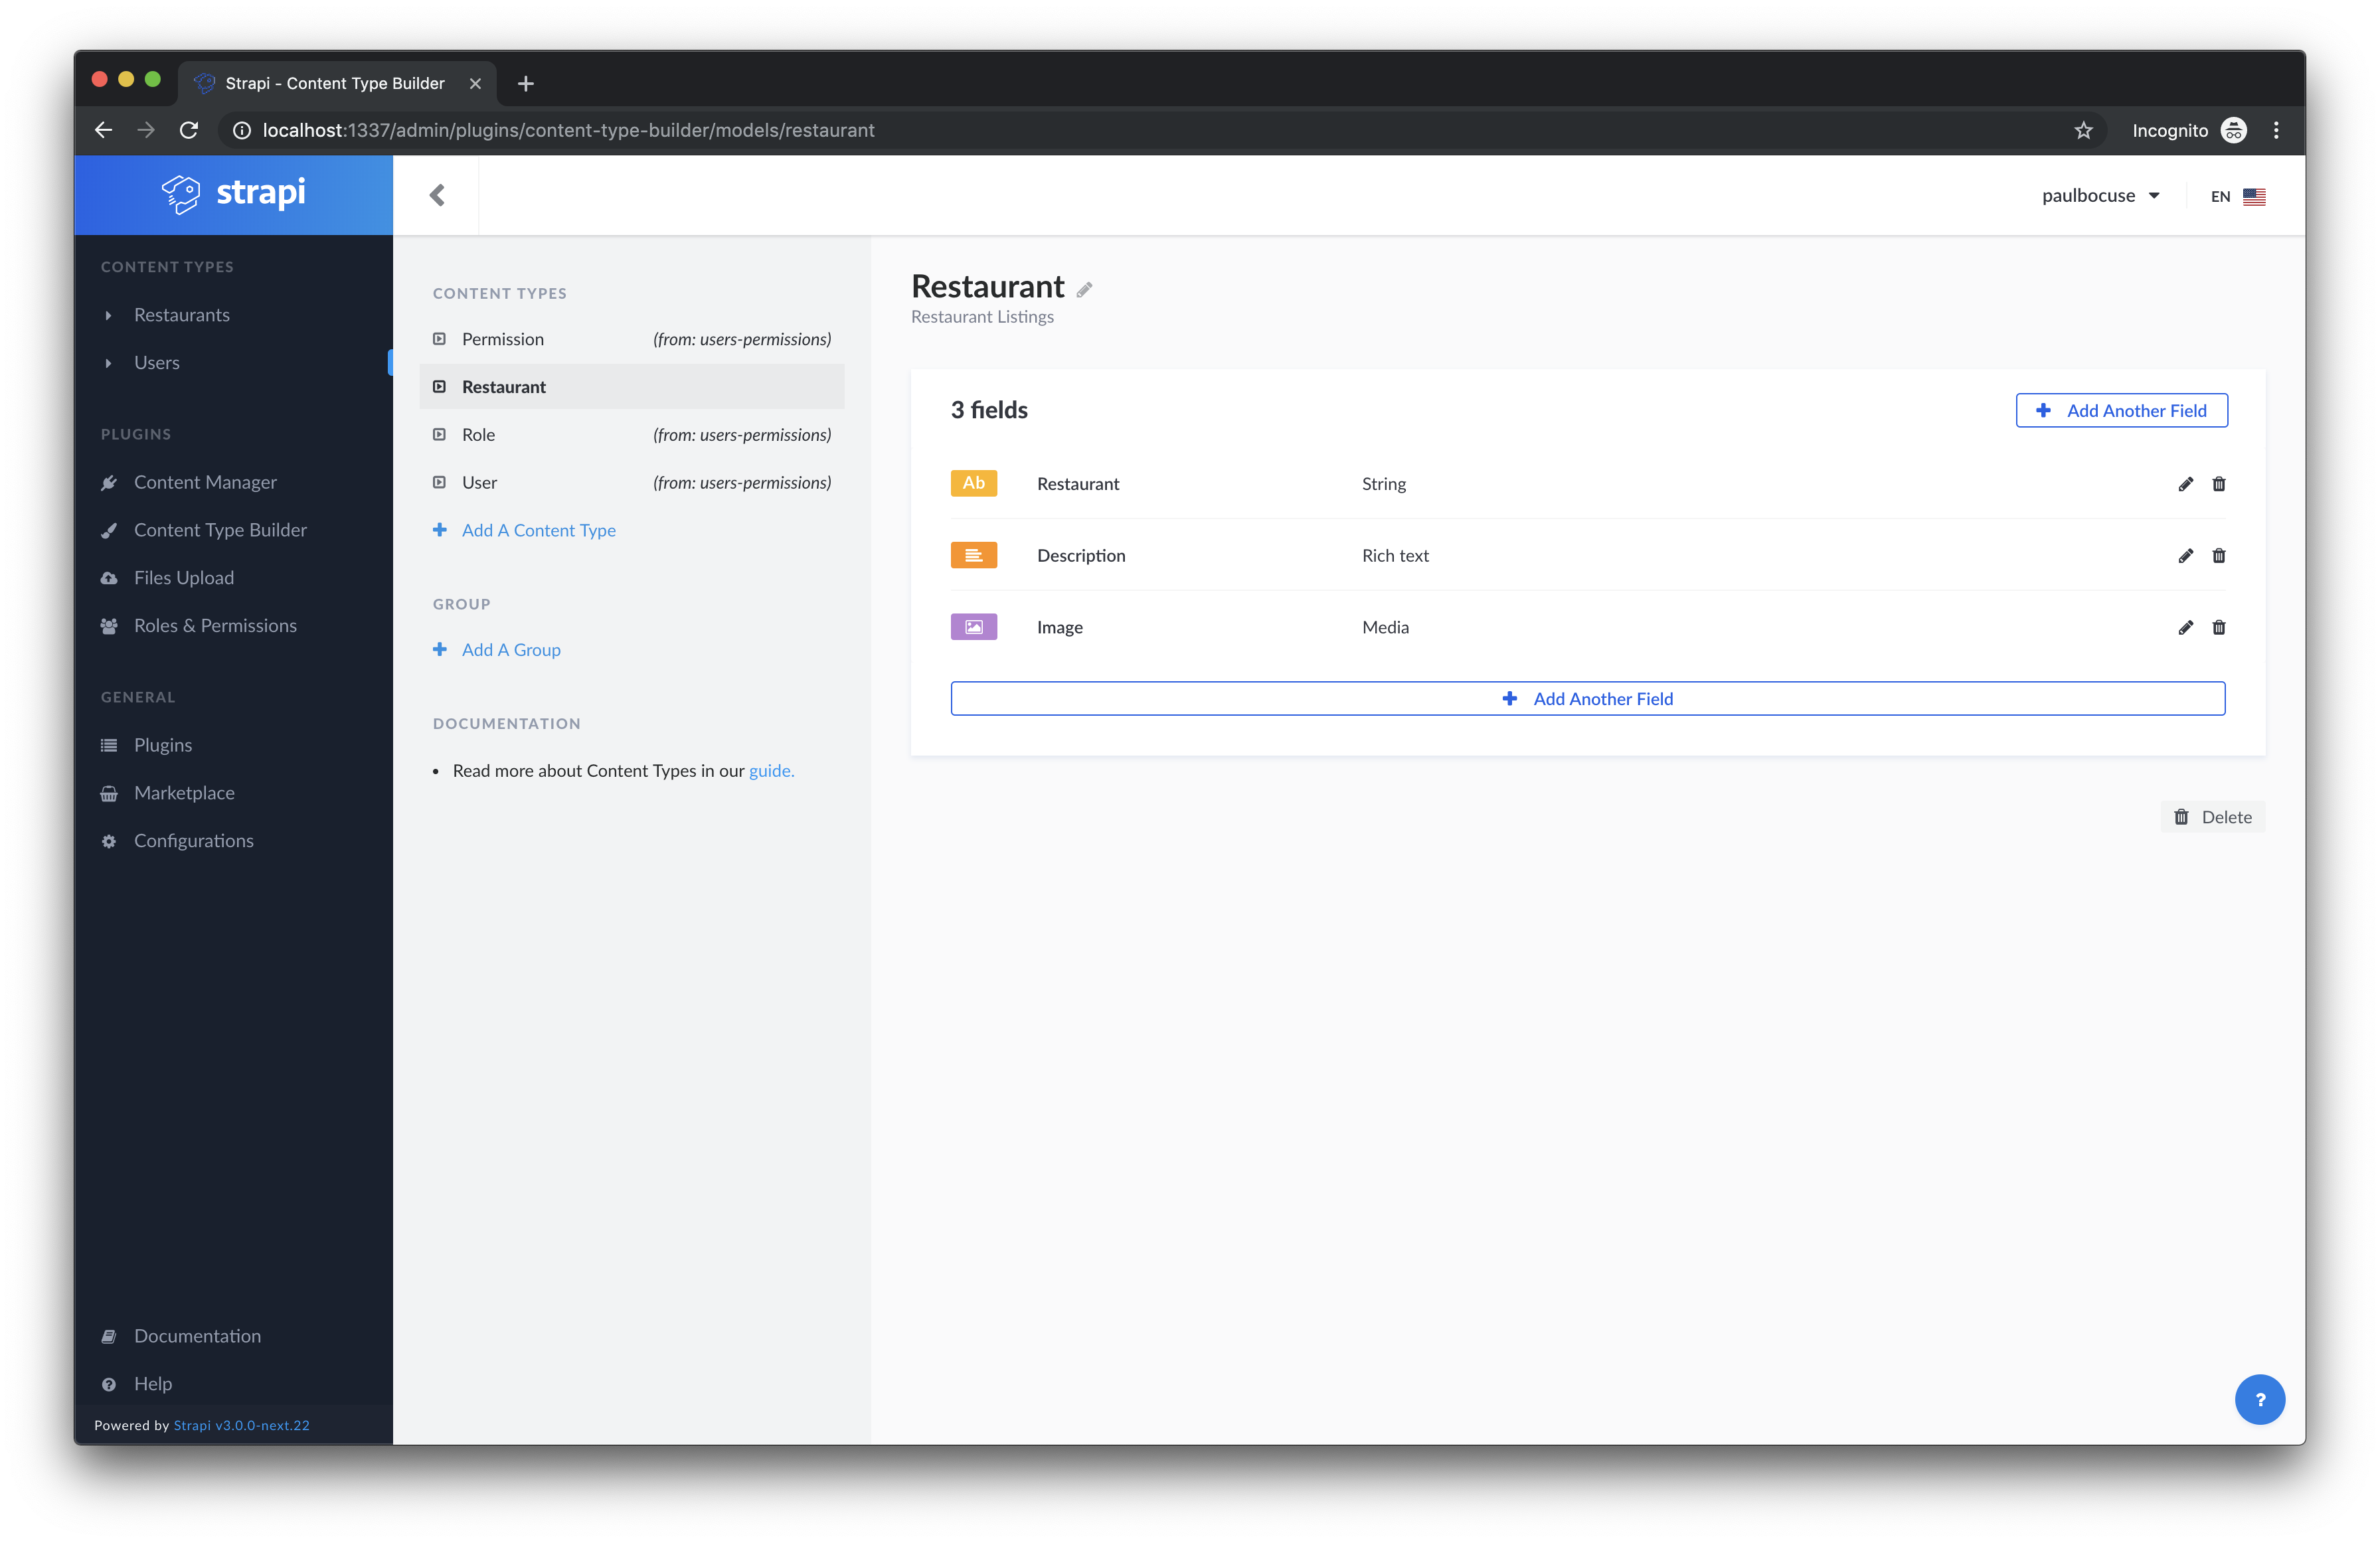 Strapi - Content Type Builder
localhost:1337/admin/plugins/content-type-builder/models/restaurant
Incognito
strapi
paulbocuse
EN
CONTENT TYPES
Restaurants
Users
PLUGINS
Content Manager
Content Type Builder
Files Upload
Roles & Permissions
GENERAL
Plugins
Marketplace
Configurations
Documentation
Help
Powered by Strapi v3.0.0-next.22
CONTENT TYPES
Permission (from: users-permissions)
Restaurant
Role (from: users-permissions)
User (from: users-permissions)
Add A Content Type
GROUP
Add A Group
DOCUMENTATION
• Read more about Content Types in our guide.
Restaurant
Restaurant Listings
3 fields
Add Another Field
Ab Restaurant String
Description Rich text
Image Media
Add Another Field
Delete
?